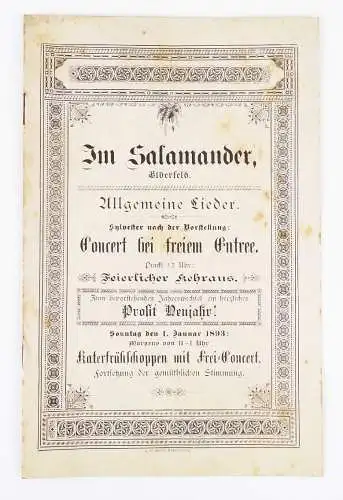 Im Salamander,
Elberfeld.
Allgemeine Lieder.
Sylvester nach der Vorstellung:
Concert bei freiem Entree.
Punkt 12 Uhr:
Feierlicher Kehraus.
Zum bevorstehenden Jahreswechsel ein herzliches
Prosit Neujahr!
Sonntag den 1. Januar 1893:
Morgens von 11-1 Uhr
Katerfrühschoppen mit Frei-Concert.
Fortsetzung der gemüthlichen Stimmung.